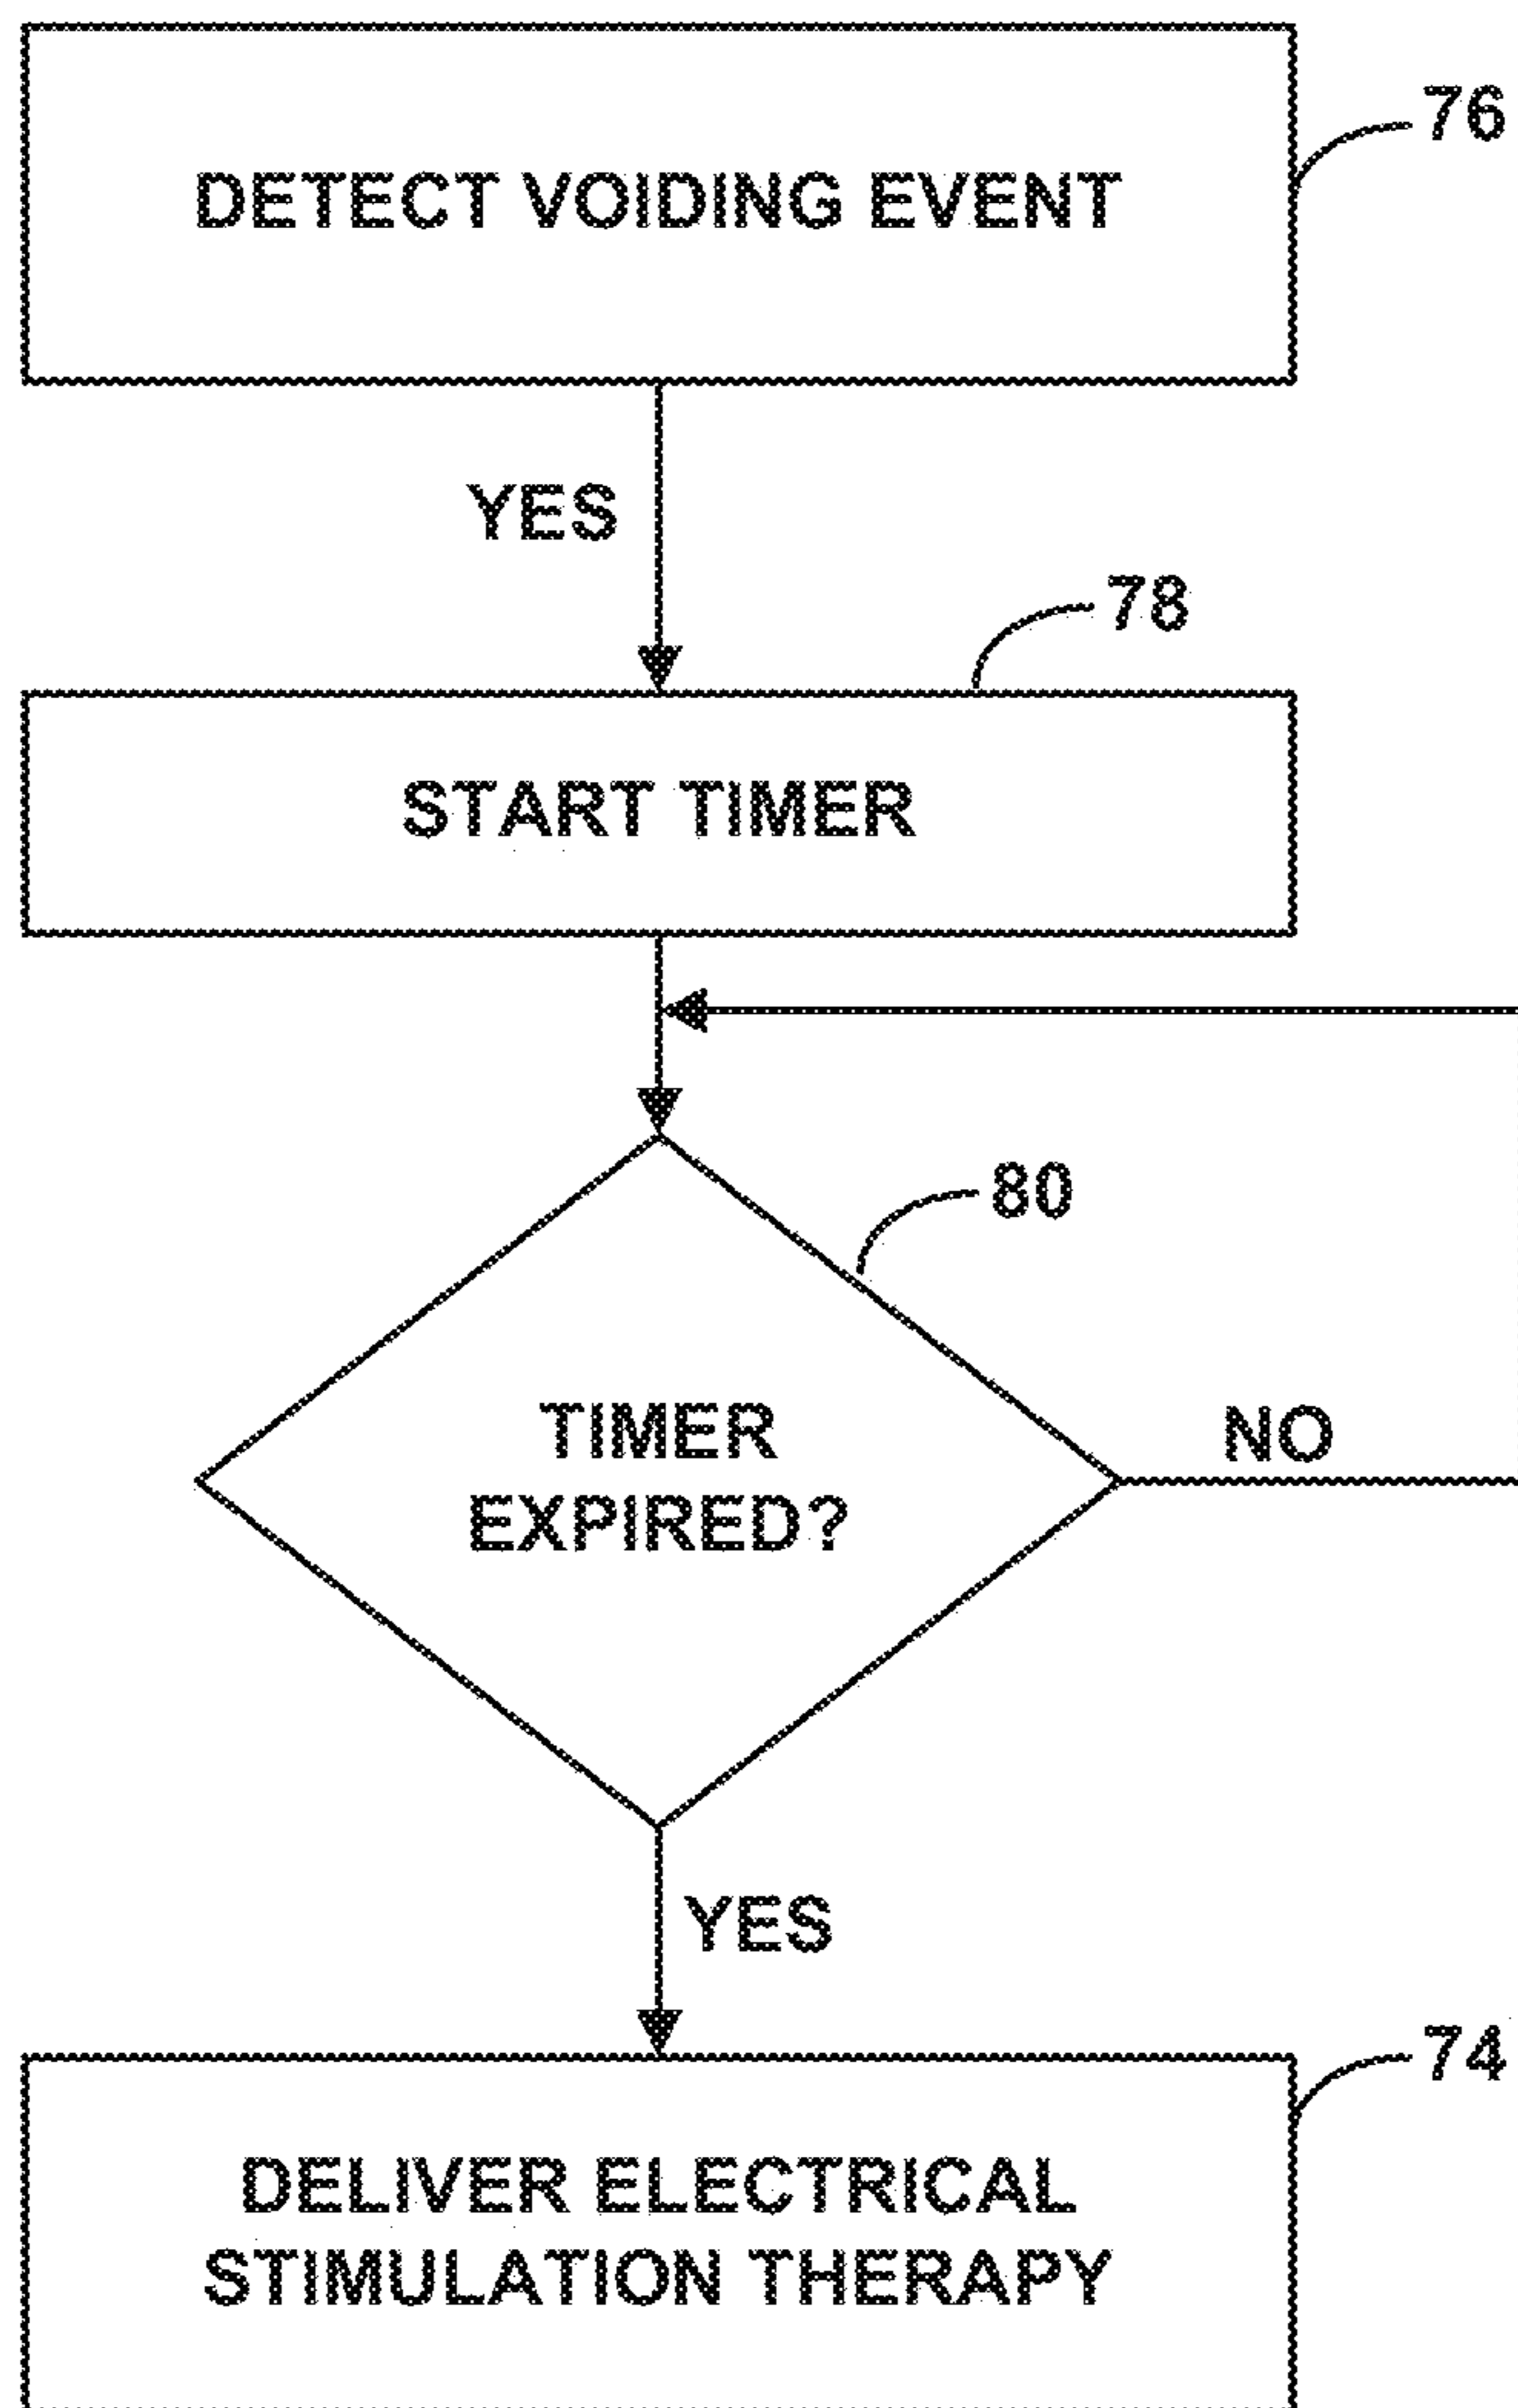 76
DETECT VOIDING EVENT
YES
78
START TIMER
80
TIMER
EXPIRED?
NO
YES
74
DELIVER ELECTRICAL
STIMULATION THERAPY